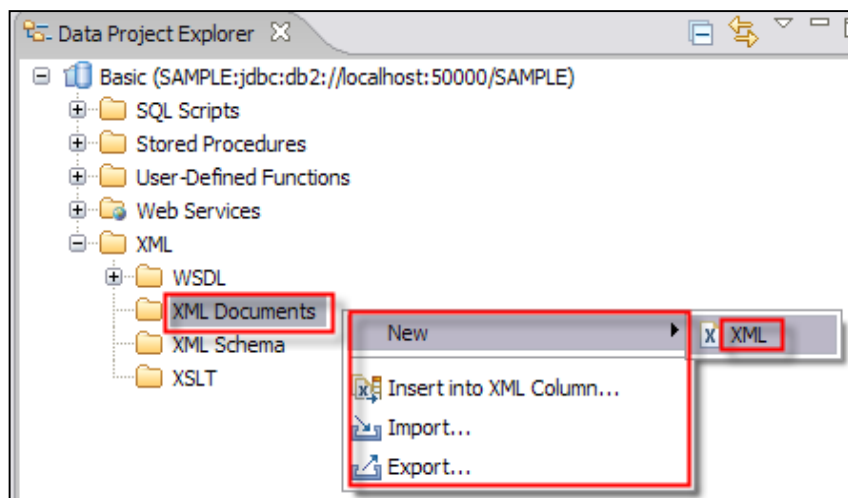 Data Project Explorer
Basic (SAMPLE:jdbc:db2://localhost:50000/SAMPLE)
SQL Scripts
Stored Procedures
User-Defined Functions
Web Services
XML
WSDL
XML Documents
New
XML
XML Schema
XSLT
Insert into XML Column...
Import...
Export...